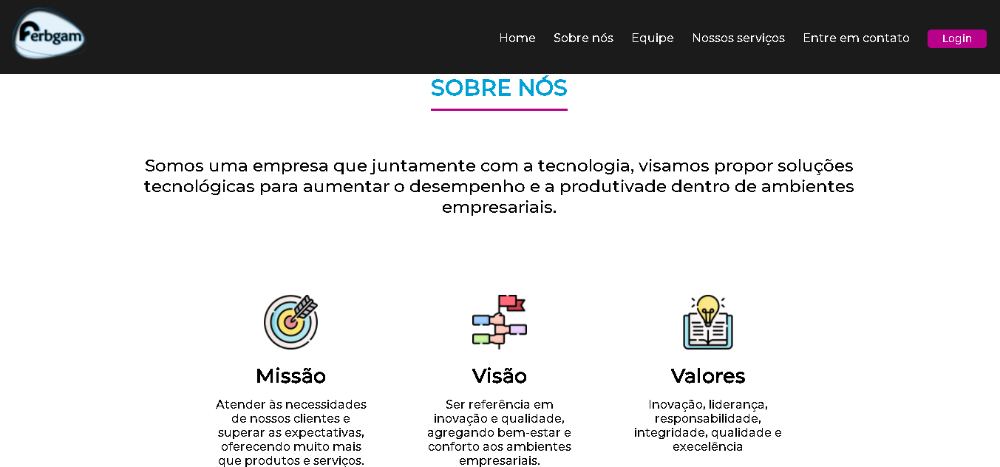 Ferbgam
Home Sobre nós Equipe Nossos serviços Entre em contato Login
SOBRE NÓS
Somos uma empresa que juntamente com a tecnologia, visamos propor soluções
tecnológicas para aumentar o desempenho e a produtivade dentro de ambientes
empresariais.
Missão
Atender às necessidades
de nossos clientes e
superar as expectativas,
oferecendo muito mais
que produtos e serviços.
Visão
Ser referência em
inovação e qualidade,
agregando bem-estar e
conforto aos ambientes
empresariais.
Valores
Inovação, liderança,
responsabilidade,
integridade, qualidade e
execelência